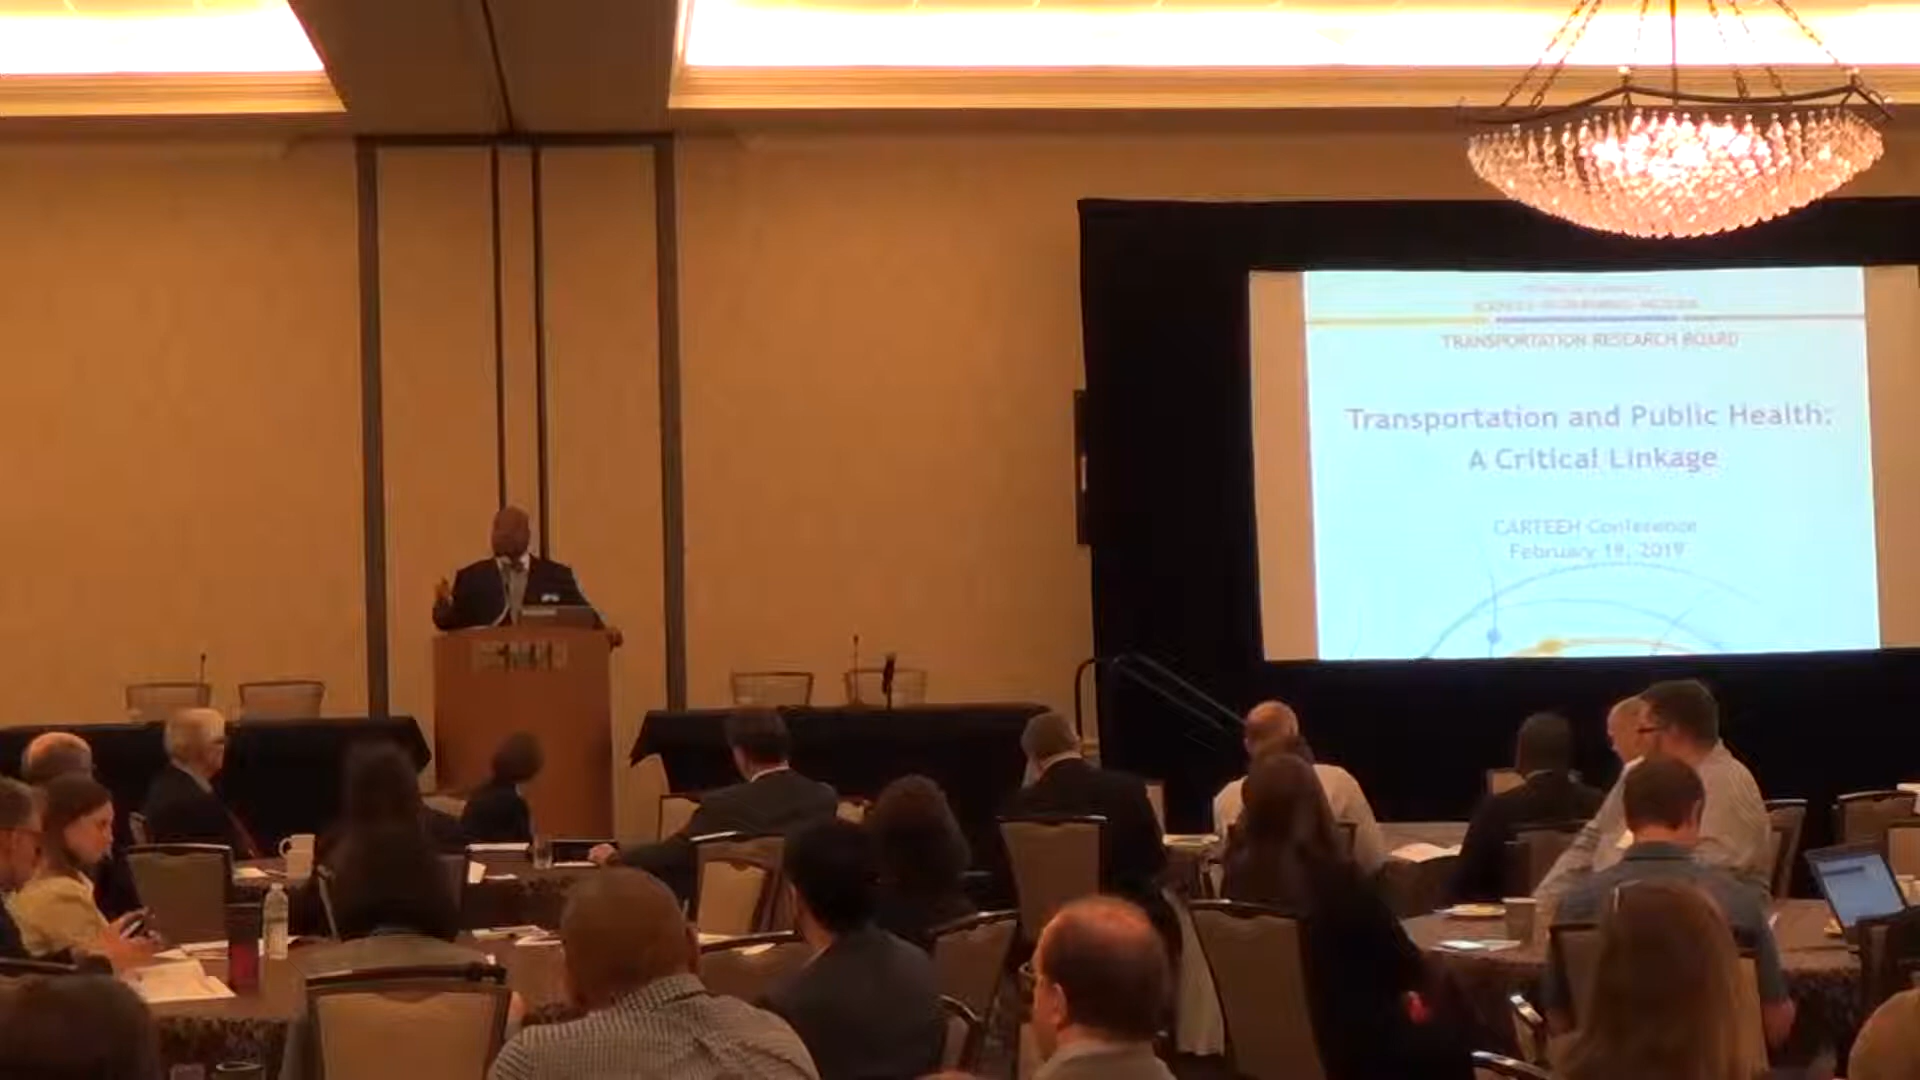 TRANSPORTATION RESEARCH BOARD
Transportation and Public Health:
A Critical Linkage
CARTEEH Conference
February 19, 2019